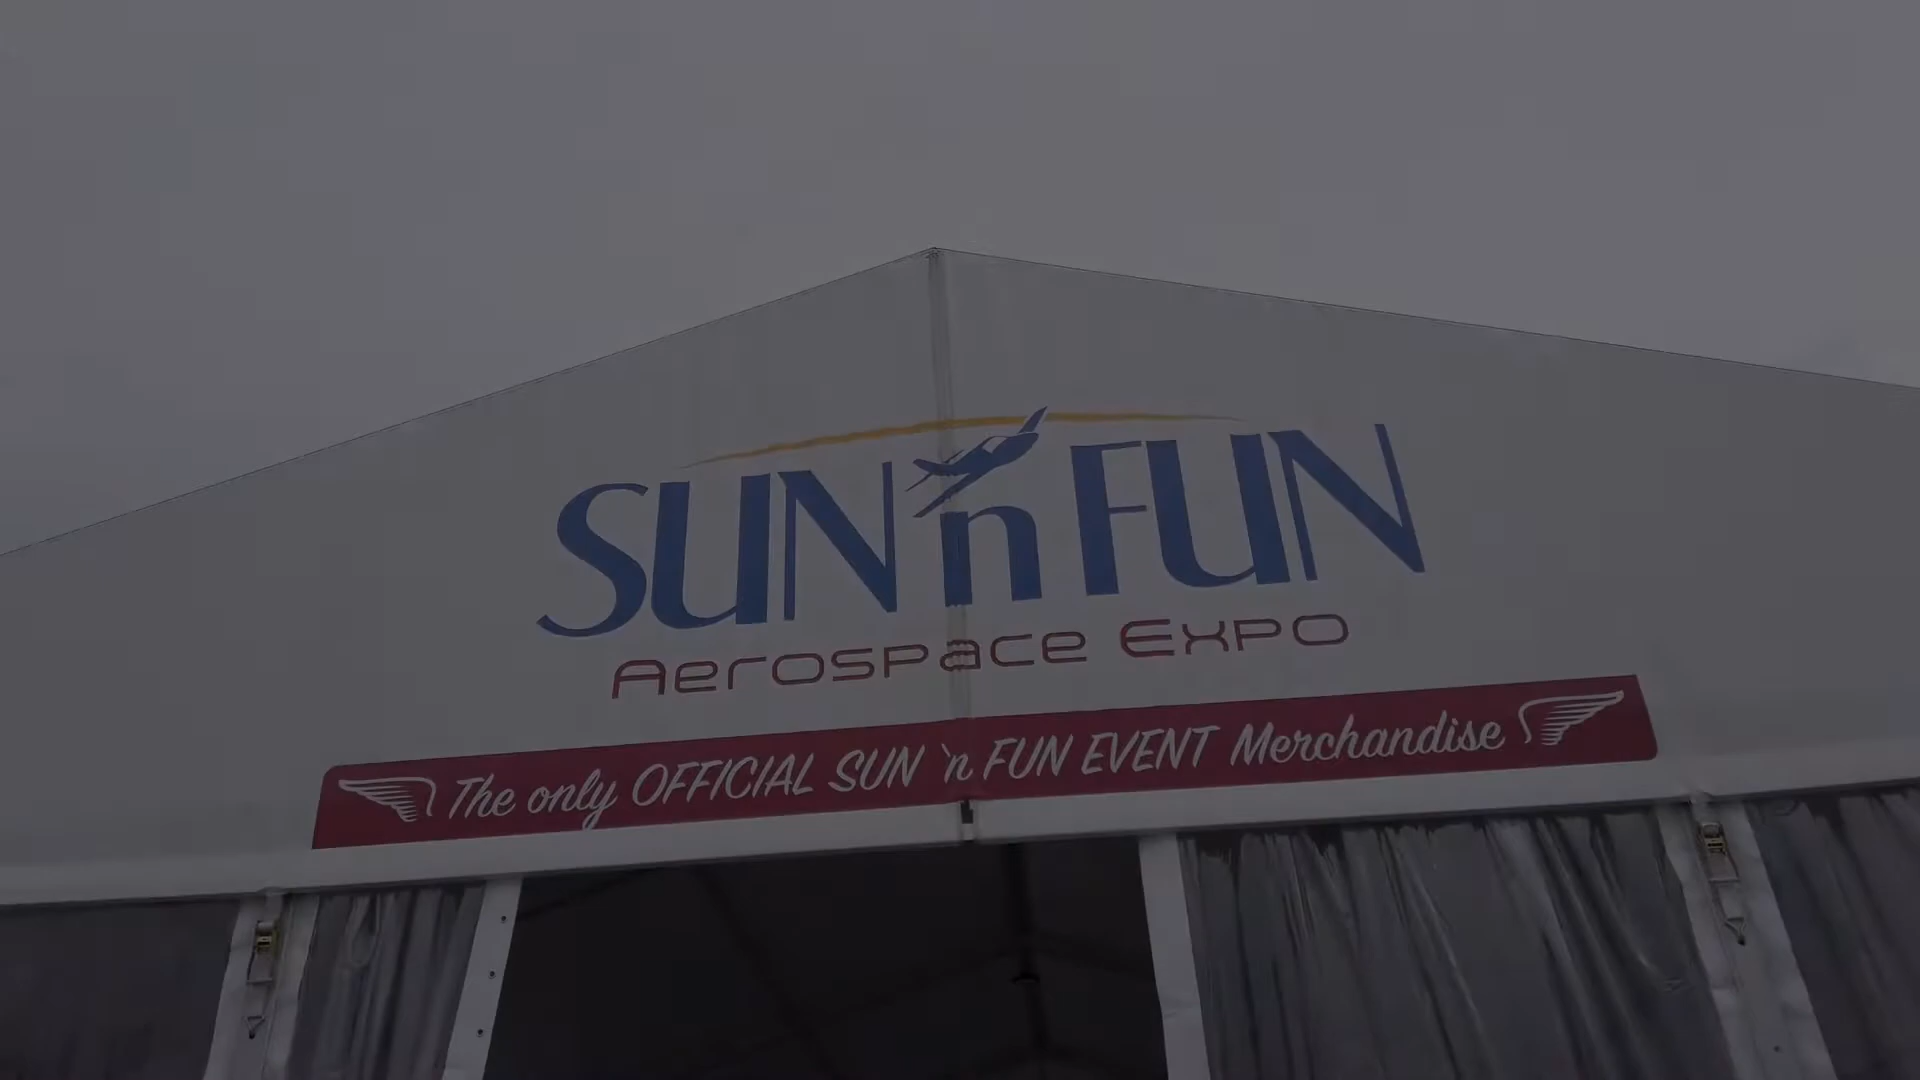 SUN 'n FUN
Aerospace Expo
The only OFFICIAL SUN 'n FUN EVENT Merchandise